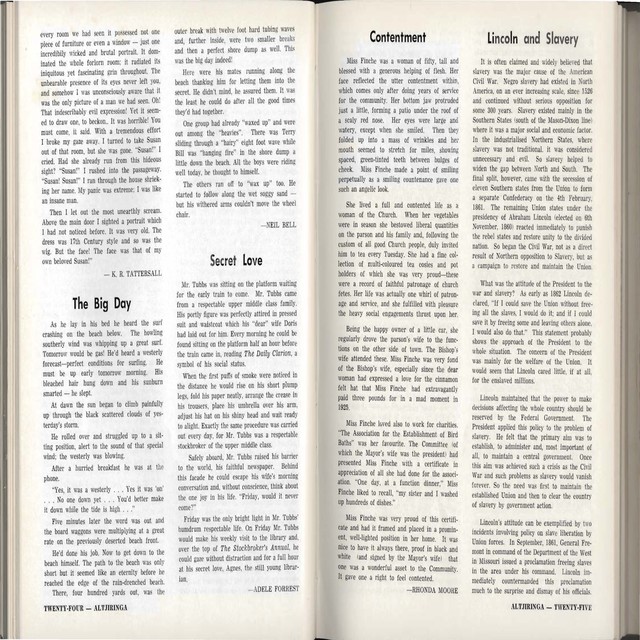 every room we had seen it possessed not one
piece of furniture or even a window — just one
incredibly wicked and brutal portrait. It dom-
inated the whole forlorn room: it radiated its
iniquitous yet fascinating grin throughout. The
unbearable presence of its eyes never left you,
and somehow I was unconsciously aware that it
was the only picture of a man we had seen. Oh!
That indescribably evil expression! Yet it seem-
ed to draw one, to beckon. It was horrible! You
must come, it said. With a tremendous effort
I broke my gaze away. I turned to take Susan
out of that room, but she was gone. "Susan!" I
cried. Had she already run from this hideous
sight? "Susan!" I rushed into the passageway.
"Susan! Susan!" I run through the house shriek-
ing her name. My panic was extreme; I was like
an insane man.
Then I let out the most unearthly scream.
Above the main door I sighted a portrait which
I had not noticed before. It was very old. The
dress was 17th Century style and so was the
wig. But the face! The face was that of my
own beloved Susan!"
— K. R. TATTERSALL
The Big Day
As he lay in his bed he heard the surf
crashing on the beach below. The howling
southerly wind was whipping up a great surf.
Tomorrow would be gas! He'd heard a westerly
forecast—perfect conditions for surfing. He
must be up early tomorrow morning. His
bleached hair hung down and his sunburn
smarted — he slept.
At dawn the sun began to climb painfully
up through the black scattered clouds of yes-
terday's storm.
He rolled over and struggled up to a sit-
ting position, alert to the sound of that special
wind; the westerly was blowing.
After a hurried breakfast he was at the
phone.
"Yes, it was a westerly . . . Yes it was 'on'
. . . No one down yet . . . You'd better make
it down while the tide is high . . ."
Five minutes later the word was out and
the board waggons were multiplying at a great
rate on the previously deserted beach front.
He'd done his job. Now to get down to the
beach himself. The path to the beach was only
short but it seemed like an eternity before he
reached the edge of the rain-drenched beach.
There, four hundred yards out, was the
outer break with twelve foot hard tubing waves
and, further inside, were two smaller breaks
and then a perfect shore dump as well. This
was the big day indeed!
Here were his mates running along the
beach thanking him for letting them into the
secret. He didn't mind, he assured them. It was
the least he could do after all the good times
they'd had together.
One group had already "waxed up" and were
out among the "heavies". There was Terry
sliding through a "hairy" eight foot wave while
Bill was "hanging fire" in the shore dump a
little down the beach. All the boys were riding
well today, he thought to himself.
The others ran off to "wax up" too. He
started to follow along the wet soggy sand —
but his withered arms couldn't move the wheel
chair.
—NEIL BELL
Secret Love
Mr. Tubbs was sitting on the platform waiting
for the early train to come. Mr. Tubbs came
from a respectable upper middle class family.
His portly figure was perfectly attired in pressed
suit and waistcoat which his "dear" wife Doris
had laid out for him. Every morning he could be
found sitting on the platform half an hour before
the train came in, reading The Daily Clarion, a
symbol of his social status.
When the first puffs of smoke were noticed in
the distance he would rise on his short plump
legs, fold his paper neatly, arrange the crease in
his trousers, place his umbrella over his arm,
adjust his hat on his shiny head and wait ready
to alight. Exactly the same procedure was carried
out every day, for Mr. Tubbs was a respectable
stockbroker of the upper middle class.
Safely aboard, Mr. Tubbs raised his barrier
to the world, his faithful newspaper. Behind
this facade he could escape his wife's morning
conversation and, without conscience, think about
the one joy in his life. "Friday, would it never
come?"
Friday was the only bright light in Mr. Tubbs'
humdrum respectable life. On Friday Mr. Tubbs
would make his weekly visit to the library and,
over the top of The Stockbroker's Annual, he
could gaze without distraction and for a full hour
at his secret love, Agnes, the still young librar-
ian.
—ADELE FORREST
TWENTY-FOUR — ALTJIRINGA
Contentment
Miss Finche was a woman of fifty, tall and
blessed with a generous helping of flesh. Her
face reflected the utter contentment within,
which comes only after doing years of service
for the community. Her bottom jaw protruded
just a little, forming a patio under the roof of
a scaly red nose. Her eyes were large and
watery, except when she smiled. Then they
folded up into a mass of wrinkles and her
mouth seemed to stretch for miles, showing
spaced, green-tinted teeth between bulges of
cheek. Miss Finche made a point of smiling
perpetually as a smiling countenance gave one
such an angelic look.
She lived a full and contented life as a
woman of the Church. When her vegetables
were in season she bestowed liberal quantities
on the parson and his family and, following the
custom of all good Church people, duly invited
him to tea every Tuesday. She had a fine col-
lection of multi-coloured tea cosies and pot
holders of which she was very proud—these
were a record of faithful patronage of church
fetes. Her life was actually one whirl of patron-
age and service, and she fulfilled with pleasure
the heavy social engagements thrust upon her.
Being the happy owner of a little car, she
regularly drove the parson's wife to the func-
tions on the other side of town. The Bishop's
wife attended these. Miss Finche was very fond
of the Bishop's wife, especially since the dear
woman had expressed a love for the cinnamon
felt hat that Miss Finche had extravagantly
paid three pounds for in a mad moment in
1925.
Miss Finche loved also to work for charities.
"The Association for the Establishment of Bird
Baths" was her favourite. The Committee (of
which the Mayor's wife was the president) had
presented Miss Finche with a certificate in
appreciation of all she had done for the associ-
ation. "One day, at a function dinner," Miss
Finche liked to recall, "my sister and I washed
up hundreds of dishes."
Miss Finche was very proud of this certifi-
cate and had it framed and placed in a promin-
ent, well-lighted position in her home. It was
nice to have it always there, proof in black and
white (and signed by the Mayor's wife) that
one was a wonderful asset to the Community.
It gave one a right to feel contented.
—RHONDA MOORE
Lincoln and Slavery
It is often claimed and widely believed that
slavery was the major cause of the American
Civil War. Negro slavery had existed in North
America, on an ever increasing scale, since 1526
and continued without serious opposition for
some 300 years. Slavery existed mainly in the
Southern States (south of the Mason-Dixon line)
where it was a major social and economic factor.
In the industrialised Northern States, where
slavery was not traditional, it was considered
unnecessary and evil. So slavery helped to
widen the gap between North and South. The
final split, however, came with the secession of
eleven Southern states from the Union to form
a separate Confederacy on the 4th February,
1861. The remaining Union states under the
presidency of Abraham Lincoln (elected on 6th
November, 1860) reacted immediately to punish
the rebel states and restore unity to the divided
nation. So began the Civil War, not as a direct
result of Northern opposition to Slavery, but as
a campaign to restore and maintain the Union.
What was the attitude of the President to the
war and slavery? As early as 1862 Lincoln de-
clared, "If I could save the Union without free-
ing all the slaves, I would do it; and if I could
save it by freeing some and leaving others alone,
I would also do that." This statement probably
shows the approach of the President to the
whole situation. The concern of the President
was mainly for the welfare of the Union. It
would seem that Lincoln cared little, if at all,
for the enslaved millions.
Lincoln maintained that the power to make
decisions affecting the whole country should be
reserved by the Federal Government. The
President applied this policy to the problem of
slavery. He felt that the primary aim was to
establish, to administer and, most important of
all, to maintain a central government. Once
this aim was achieved such a crisis as the Civil
War and such problems as slavery would vanish
forever. So the need was first to maintain the
established Union and then to clear the country
of slavery by government action.
Lincoln's attitude can be exemplified by two
incidents involving policy on slave liberation by
Union forces. In September, 1861, General Fre-
mont in command of the Department of the West
in Missouri issued a proclamation freeing slaves
in the area under his command. Lincoln im-
mediately countermanded this proclamation
much to the surprise and dismay of his officials.
ALTJIRINGA — TWENTY-FIVE